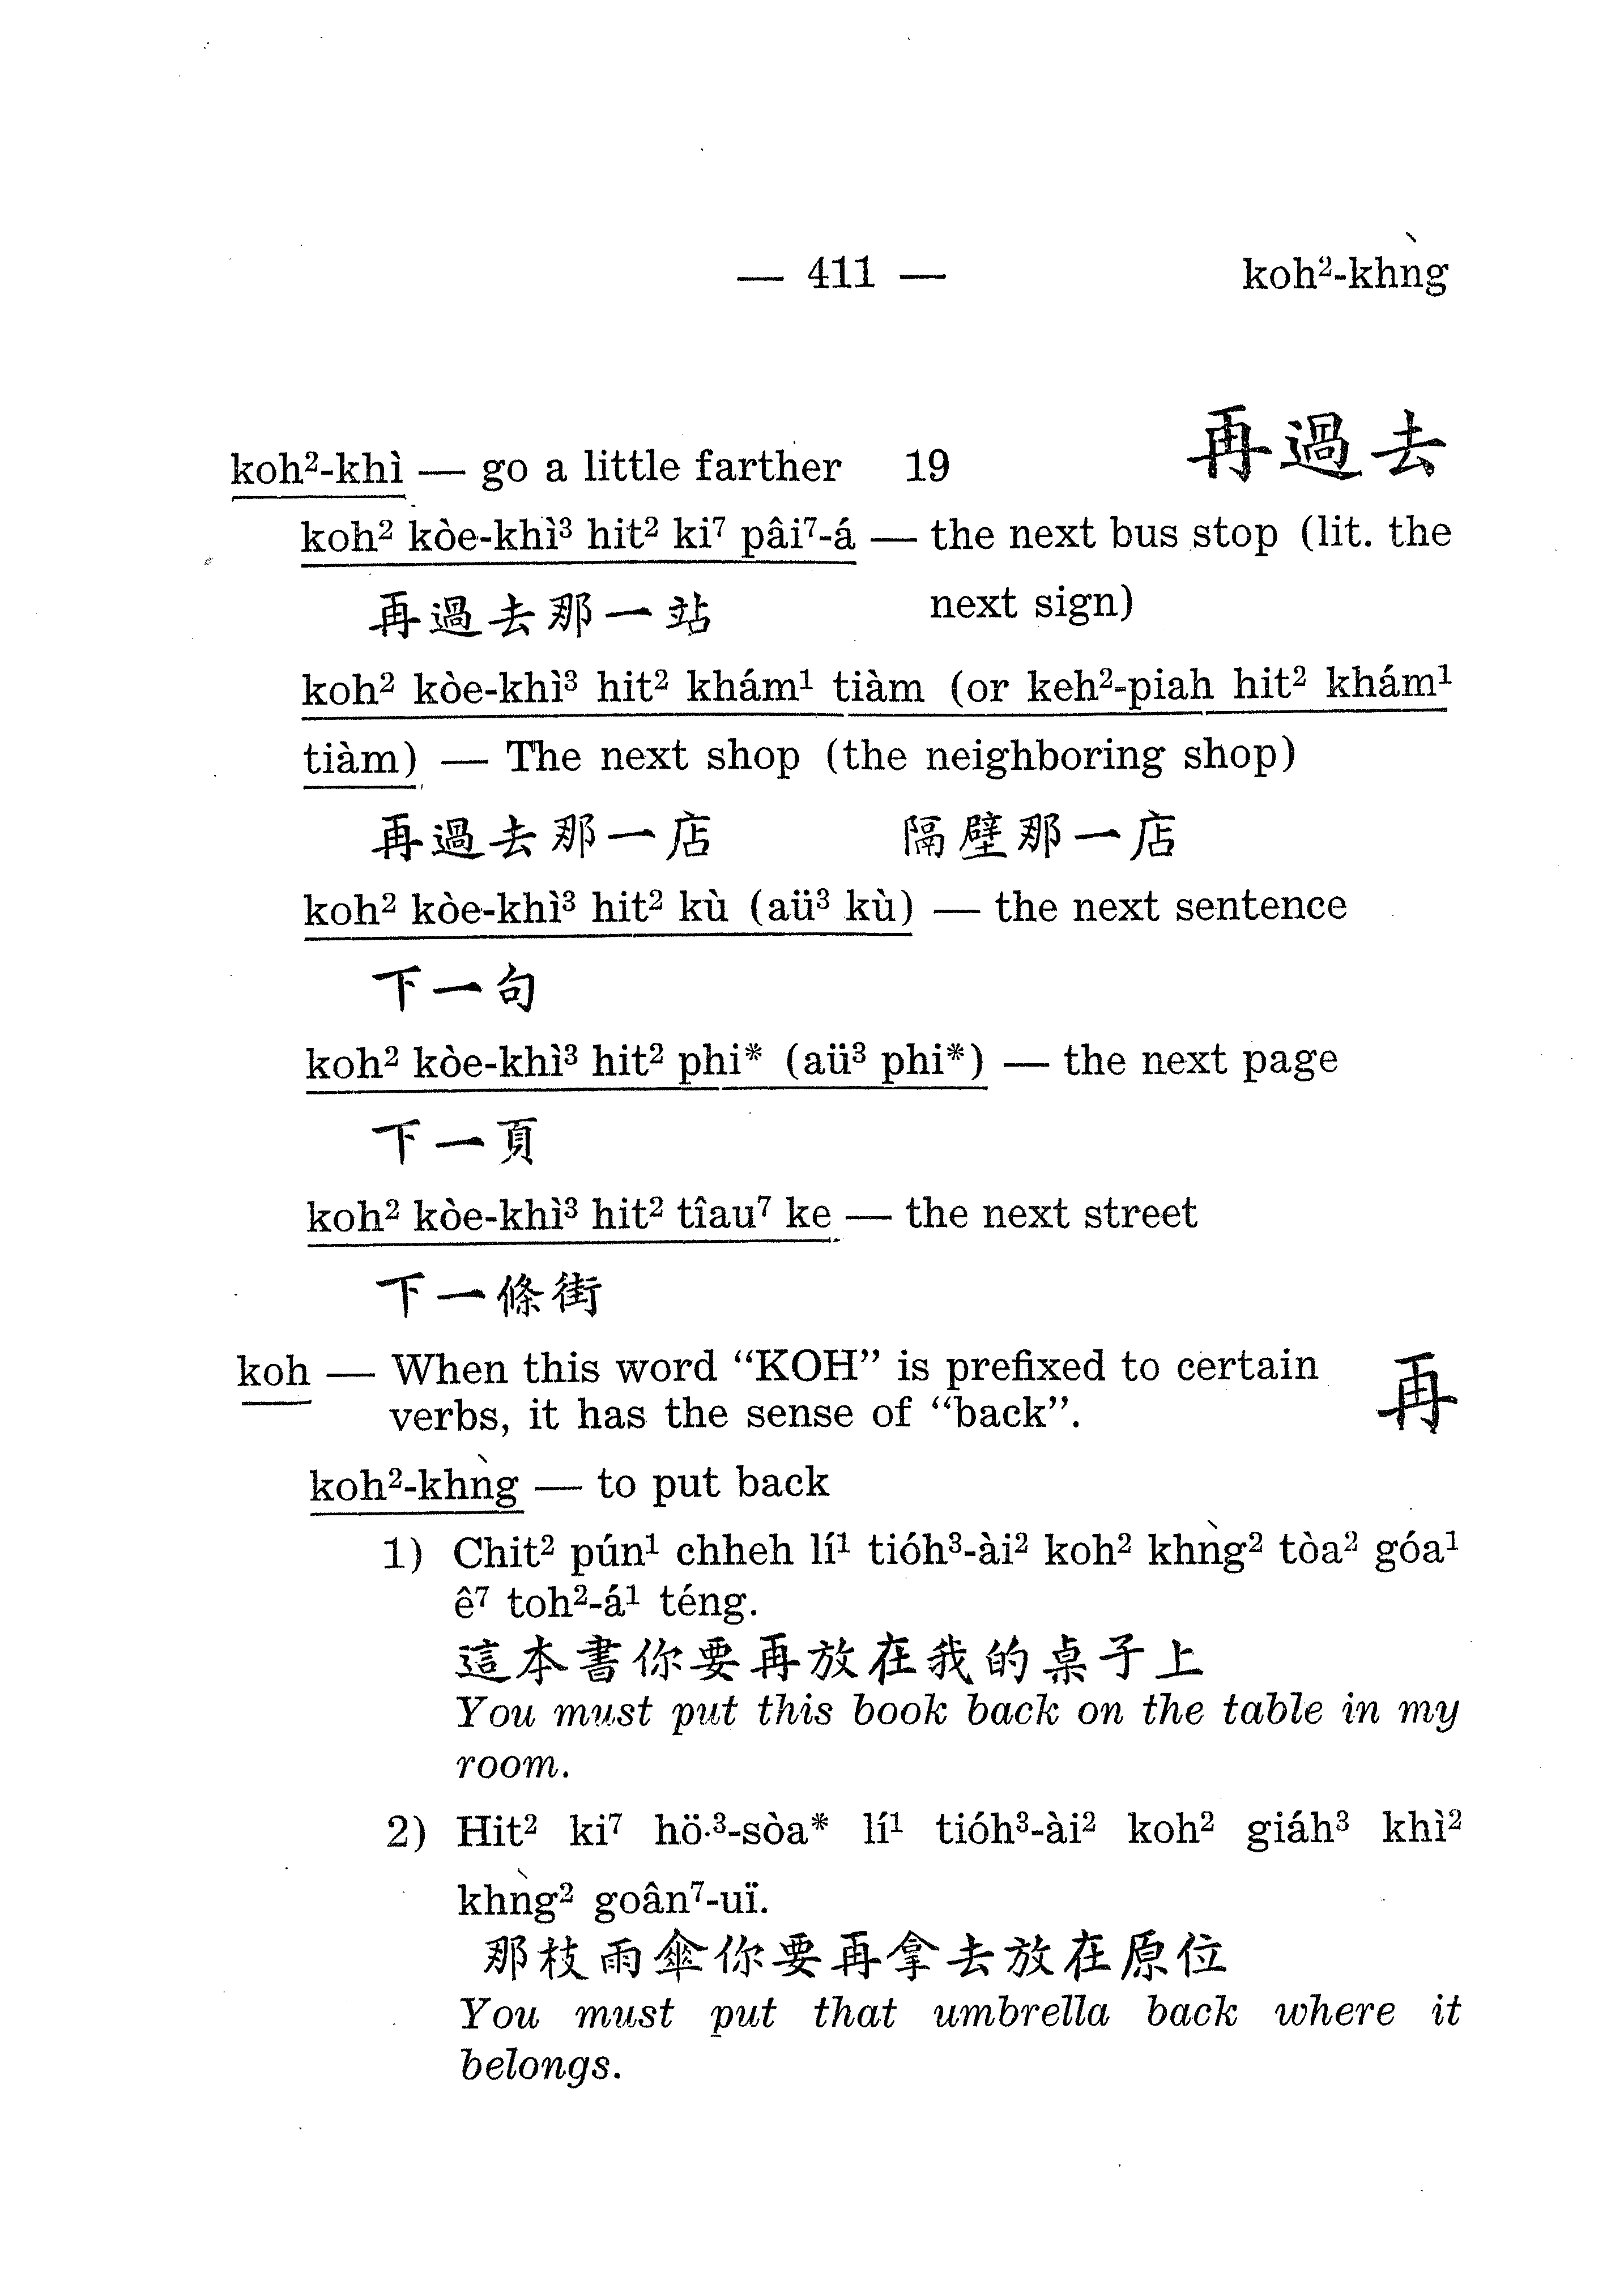 — 411 — koh²-khǹg
koh²-khì — go a little farther 19 再過去
koh² kòe-khì³ hit² ki⁷ pâi⁷-á — the next bus stop (lit. the
再過去那一站 next sign)
koh² kòe-khì³ hit² khám¹ tiàm (or keh²-piah hit² khám¹
tiàm) — The next shop (the neighboring shop)
再過去那一店 隔壁那一店
koh² kòe-khì³ hit² kù (aü³ kù) — the next sentence
下一句
koh² kòe-khì³ hit² phi* (aü³ phi*) — the next page
下一頁
koh² kòe-khì³ hit² tîau⁷ ke — the next street
下一條街
koh — When this word “KOH” is prefixed to certain 再
verbs, it has the sense of “back”.
koh²-khǹg — to put back
1) Chit² pún¹ chheh lí¹ tióh³-ài² koh² khǹg² tòa² góa¹
ê⁷ toh²-á¹ téng.
這本書你要再放在我的桌子上
You must put this book back on the table in my
room.
2) Hit² ki⁷ hö·³-sòa* lí¹ tióh³-ài² koh² giáh³ khì²
khǹg² goân⁷-uï.
那枝雨傘你要再拿去放在原位
You must put that umbrella back where it
belongs.